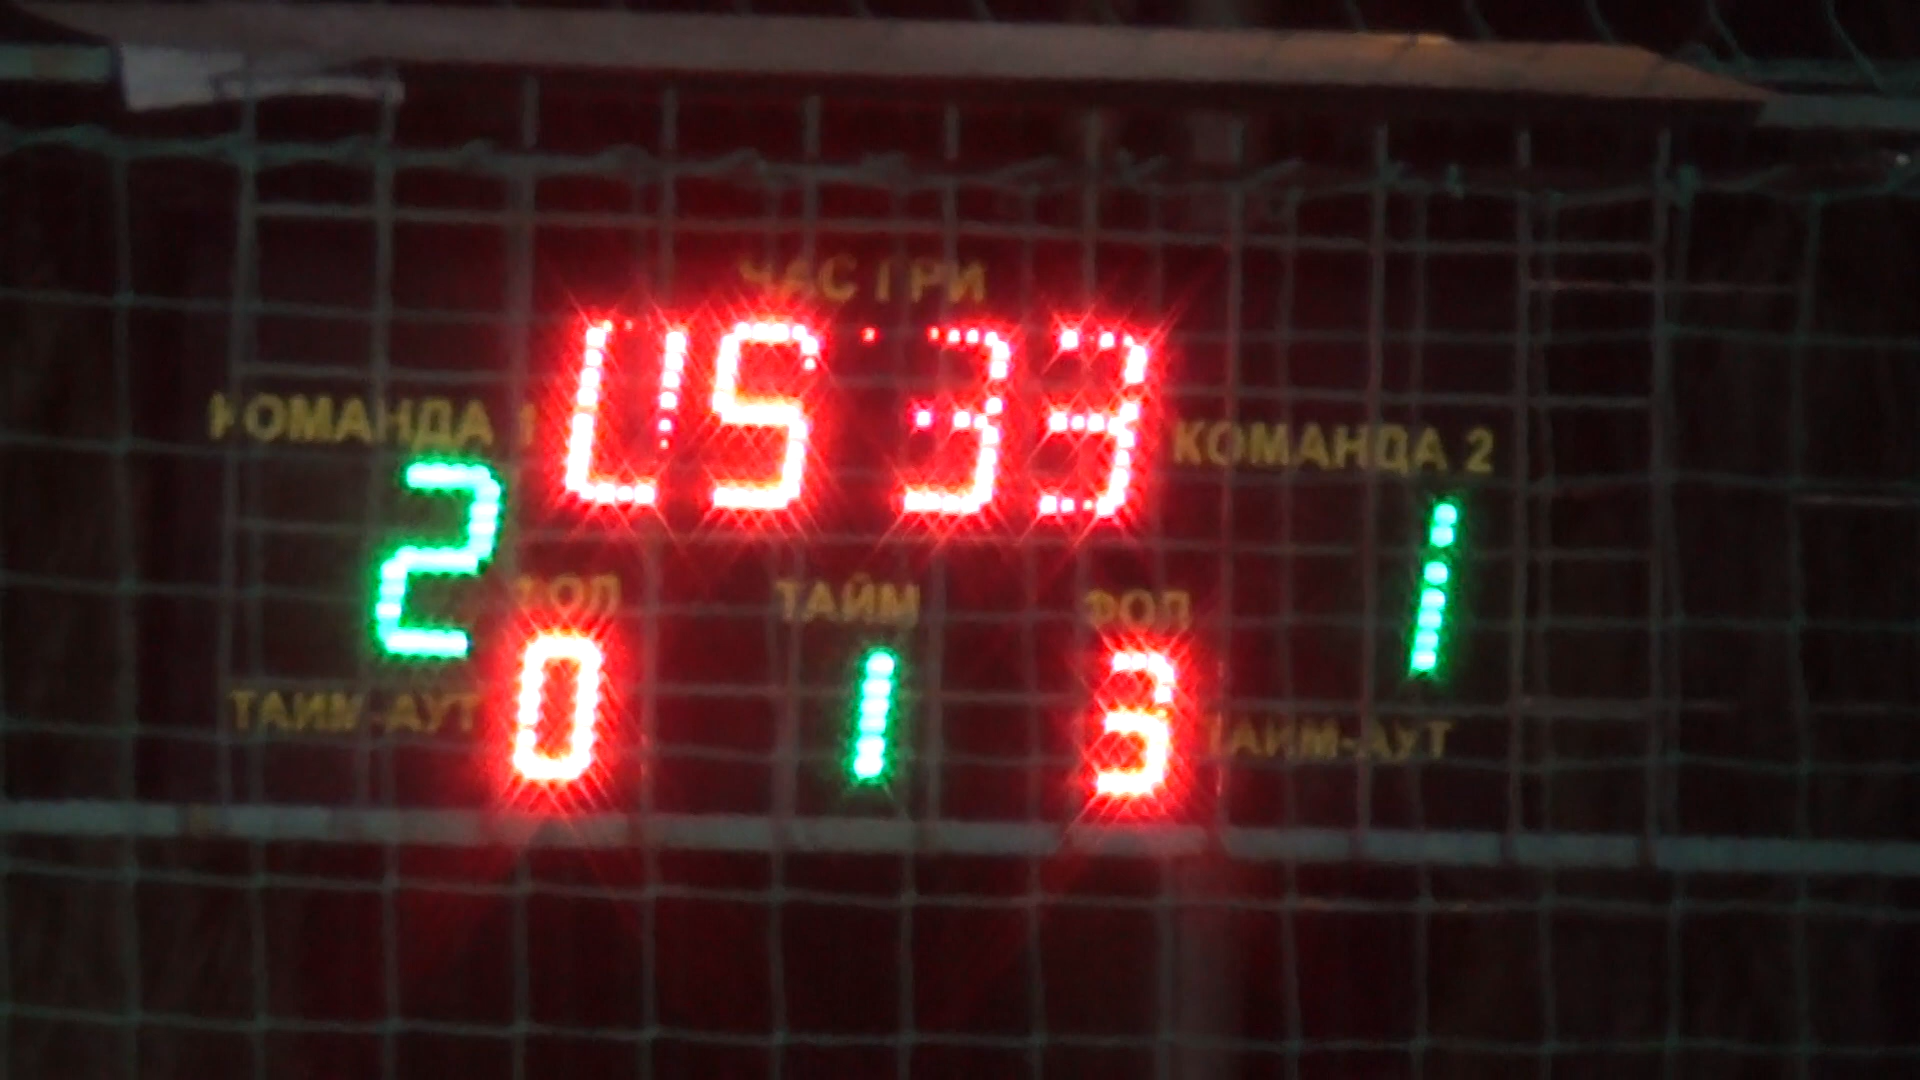 ЧАС ГРИ
05:33
КОМАНДА 1
КОМАНДА 2
2
1
ФОЛ
ТАЙМ
ФОЛ
0
1
3
ТАЙМ-АУТ
ТАЙМ-АУТ